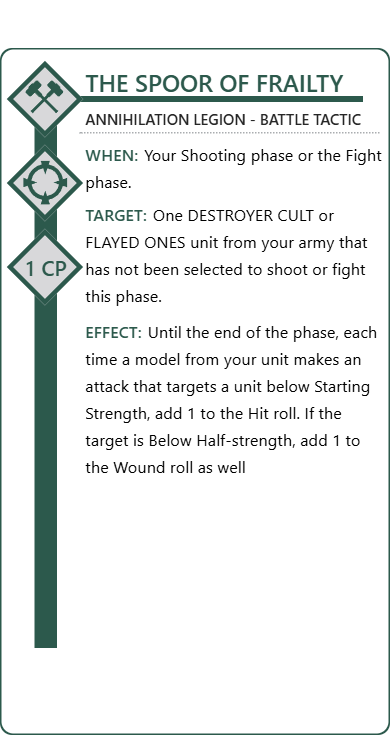 THE SPOOR OF FRAILTY
ANNIHILATION LEGION - BATTLE TACTIC
WHEN: Your Shooting phase or the Fight
phase.
TARGET: One DESTROYER CULT or
FLAYED ONES unit from your army that
has not been selected to shoot or fight
this phase.
1 CP
EFFECT: Until the end of the phase, each
time a model from your unit makes an
attack that targets a unit below Starting
Strength, add 1 to the Hit roll. If the
target is Below Half-strength, add 1 to
the Wound roll as well